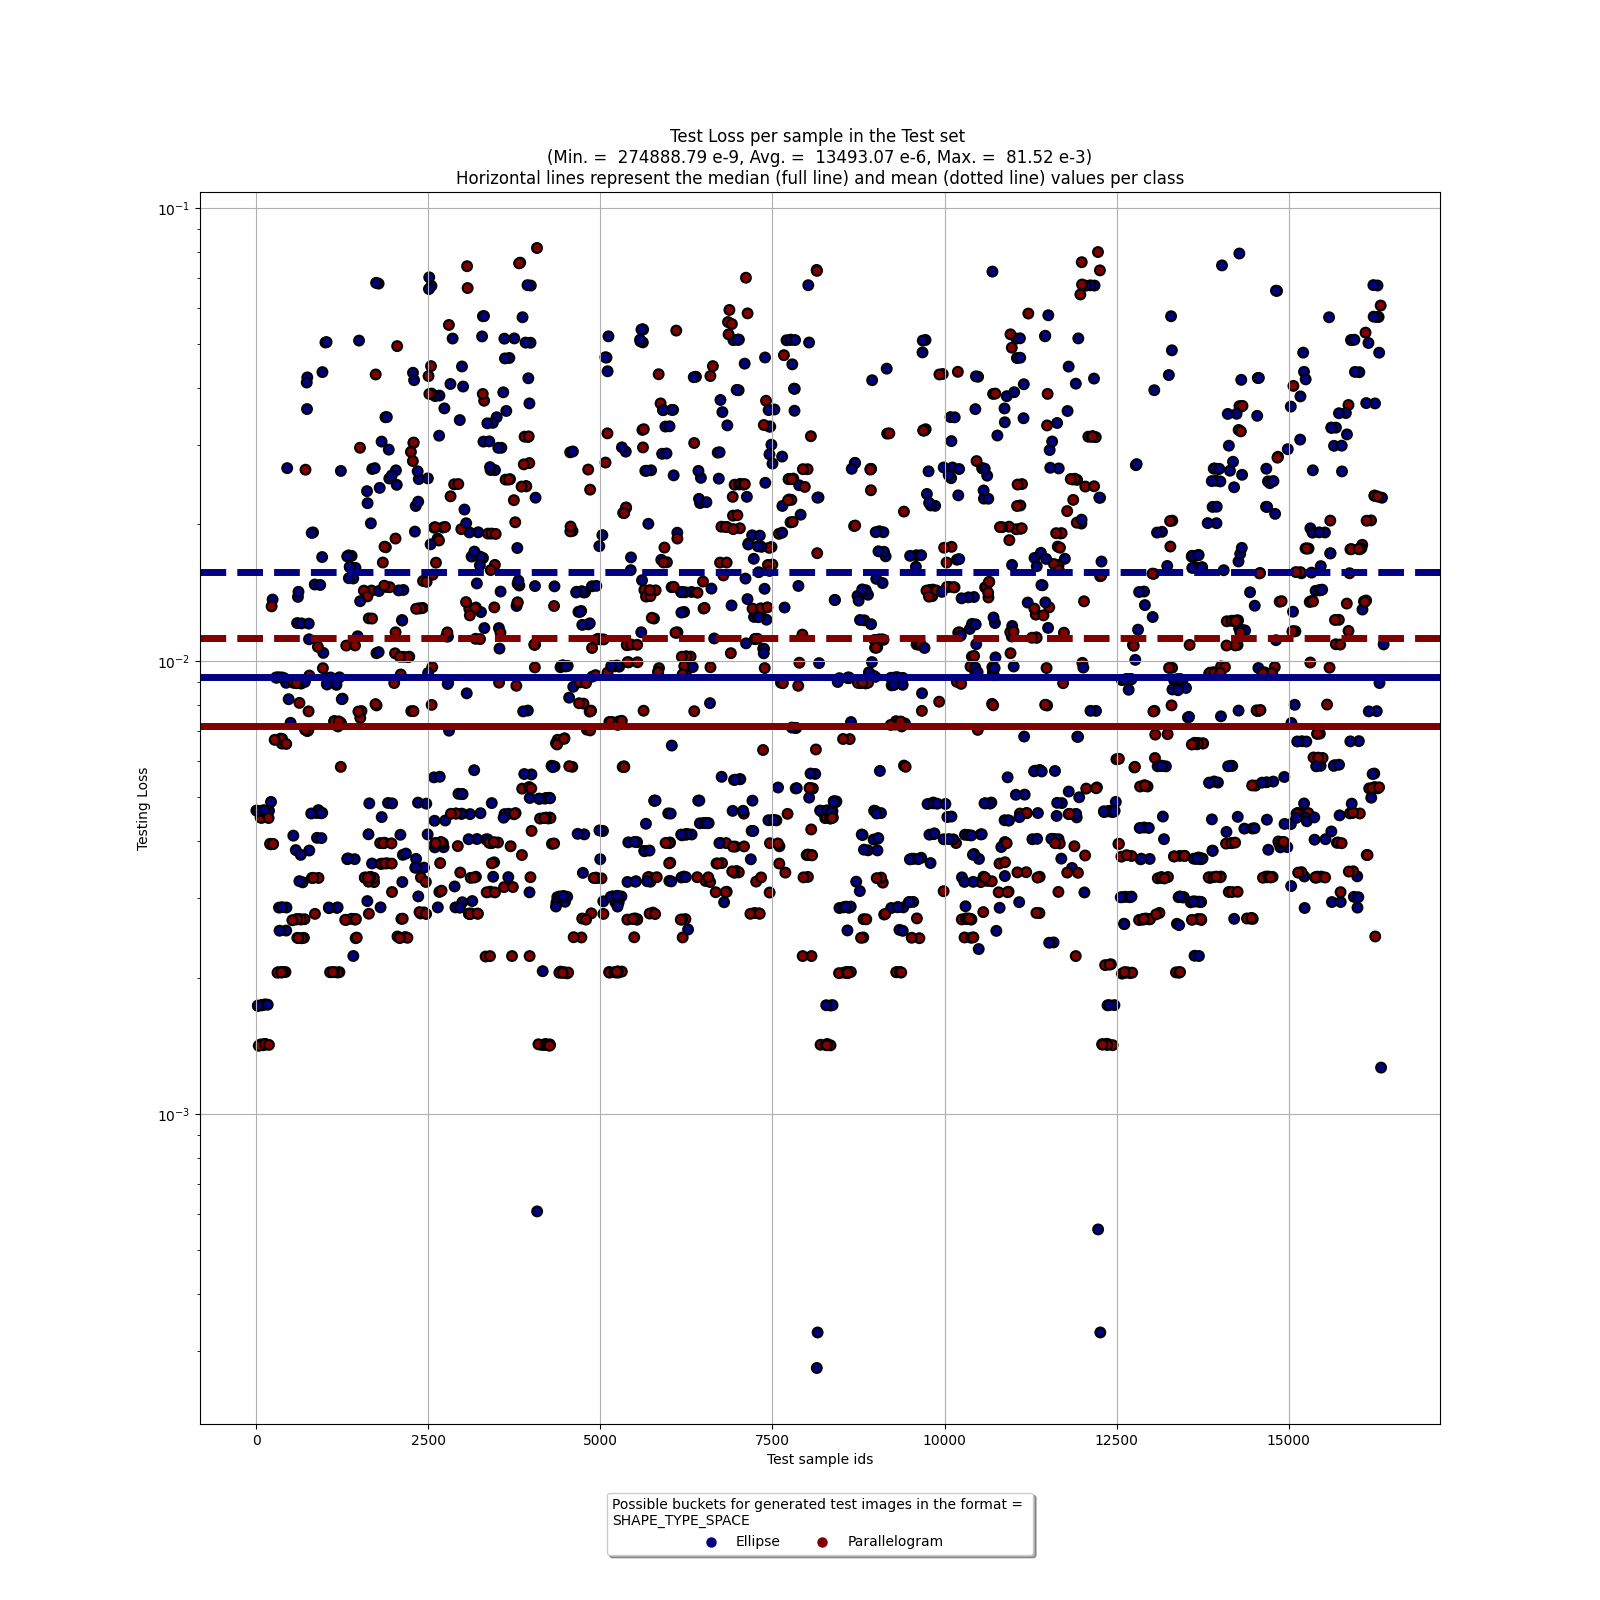 Test Loss per sample in the Test set
(Min. =  274888.79 e-9, Avg. =  13493.07 e-6, Max. =  81.52 e-3)
Horizontal lines represent the median (full line) and mean (dotted line) values per class
10⁻¹
10⁻²
10⁻³
Testing Loss
0 2500 5000 7500 10000 12500 15000
Test sample ids
Possible buckets for generated test images in the format =
SHAPE_TYPE_SPACE
Ellipse Parallelogram